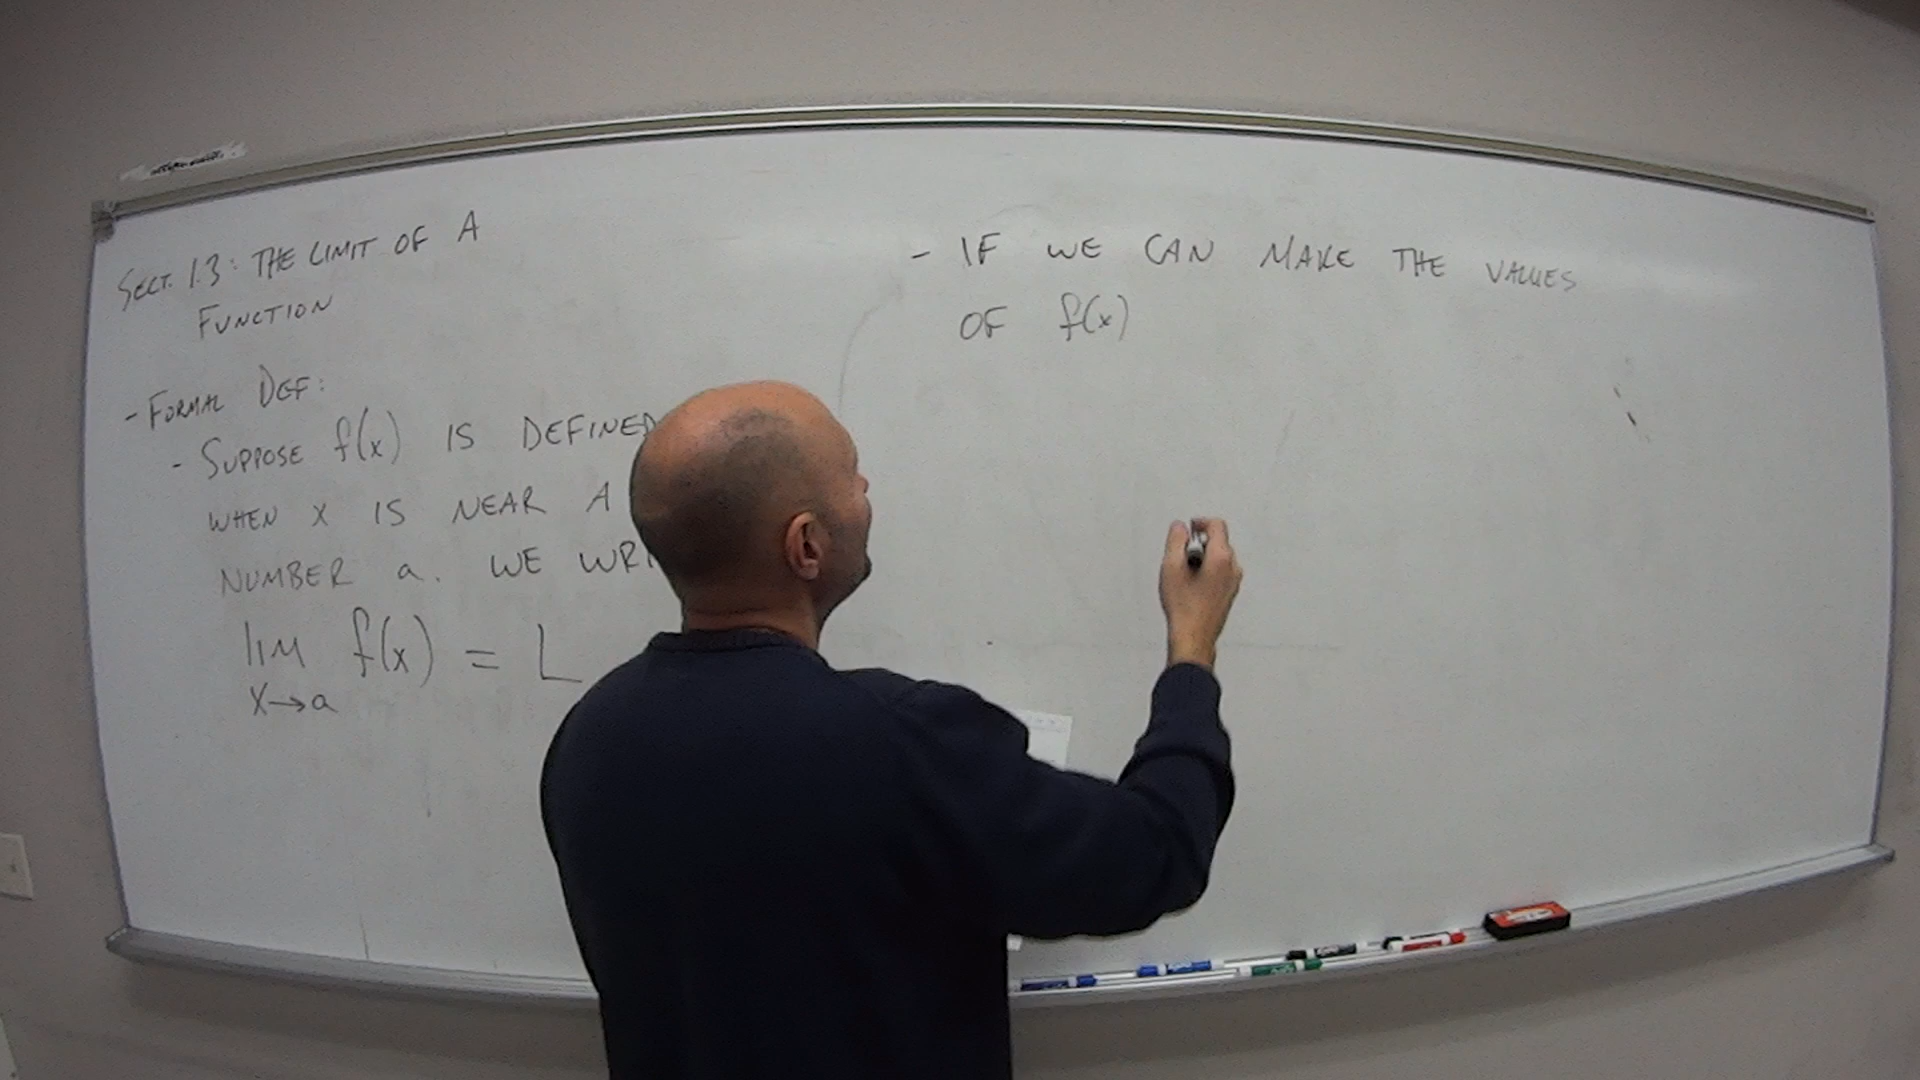 SECT. 1.3: THE LIMIT OF A
FUNCTION
- FORMAL DEF:
- SUPPOSE f(x) IS DEFINED
WHEN X IS NEAR A
NUMBER a. WE
lim f(x) = L
x→a
- IF WE CAN MAKE THE VALUES
OF f(x)